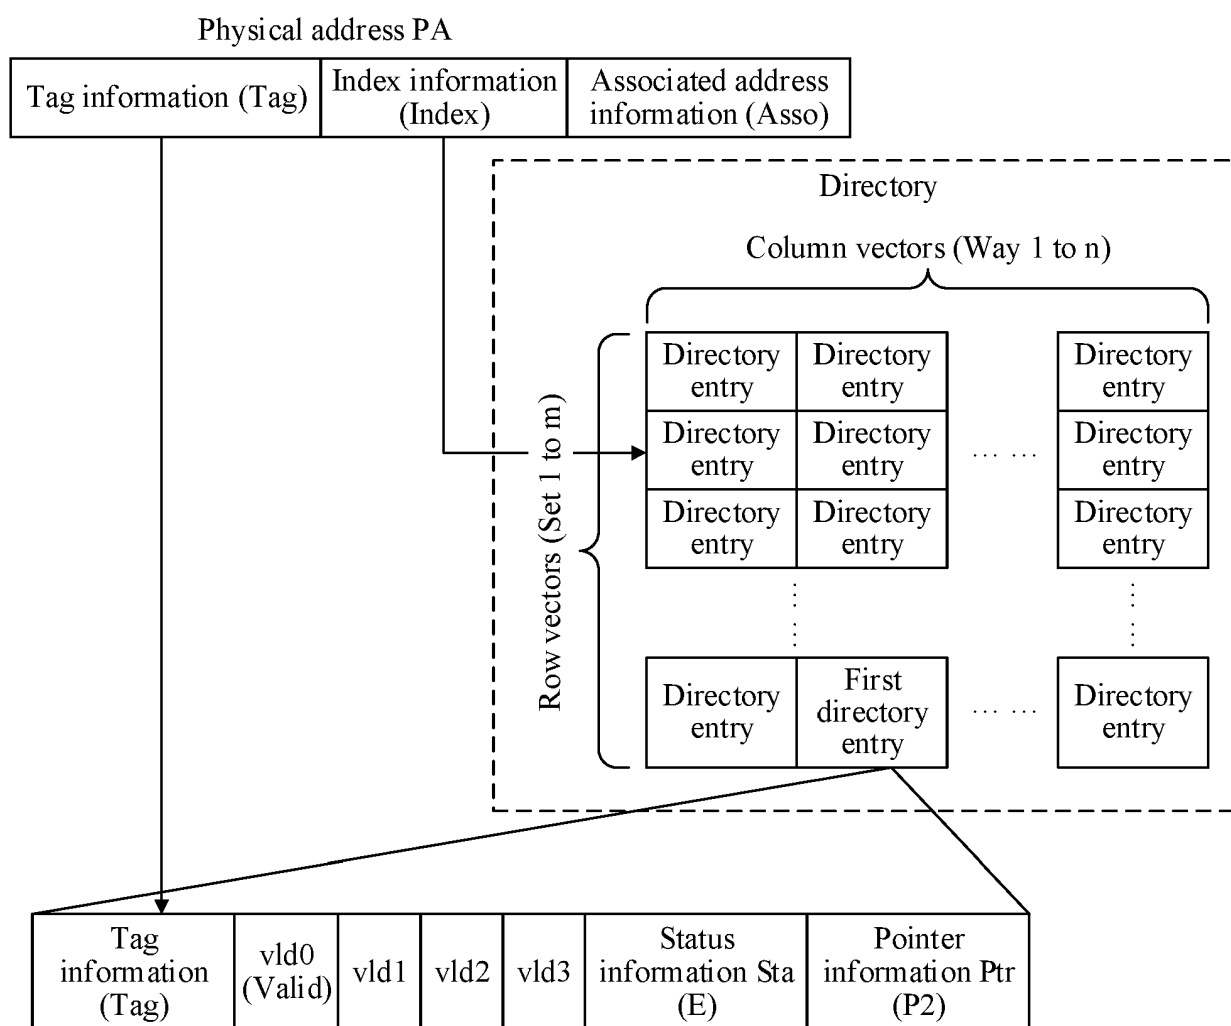 Physical address PA
Tag information (Tag)
Index information
(Index)
Associated address
information (Asso)
Directory
Column vectors (Way 1 to n)
Row vectors (Set 1 to m)
Directory
entry
Directory
entry
Directory
entry
Directory
entry
Directory
entry
... ...
Directory
entry
Directory
entry
Directory
entry
Directory
entry
Directory
entry
First
directory
entry
... ...
Directory
entry
Tag
information
(Tag)
vld0
(Valid)
vld1
vld2
vld3
Status
information Sta
(E)
Pointer
information Ptr
(P2)